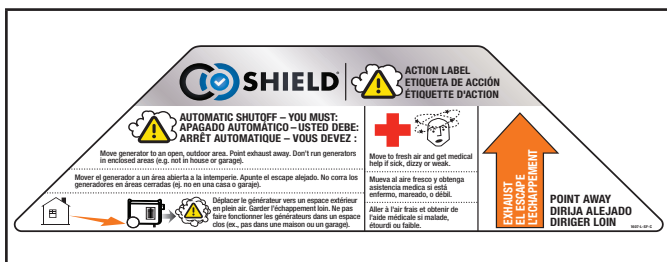 CO SHIELD®
ACTION LABEL
ETIQUETA DE ACCIÓN
ÉTIQUETTE D'ACTION
AUTOMATIC SHUTOFF – YOU MUST:
APAGADO AUTOMÁTICO – USTED DEBE:
ARRÊT AUTOMATIQUE – VOUS DEVEZ :
Move generator to an open, outdoor area. Point exhaust away. Don't run generators
in enclosed areas (e.g. not in house or garage).
Mover el generador a un área abierta a la intemperie. Apunte el escape alejado. No corra los
generadores en áreas cerradas (ej. no en una casa o garaje).
Déplacer le générateur vers un espace extérieur
en plein air. Garder l'échappement loin. Ne pas
faire fonctionner les générateurs dans un espace
clos (ex., pas dans une maison ou un garage).
Move to fresh air and get medical
help if sick, dizzy or weak.
Mueva al aire fresco y obtenga
asistencia medica si está
enfermo, mareado, o débil.
Aller à l'air frais et obtenir de
l'aide médicale si malade,
étourdi ou faible.
EXHAUST
EL ESCAPE
L'ÉCHAPPEMENT
POINT AWAY
DIRIJA ALEJADO
DIRIGER LOIN